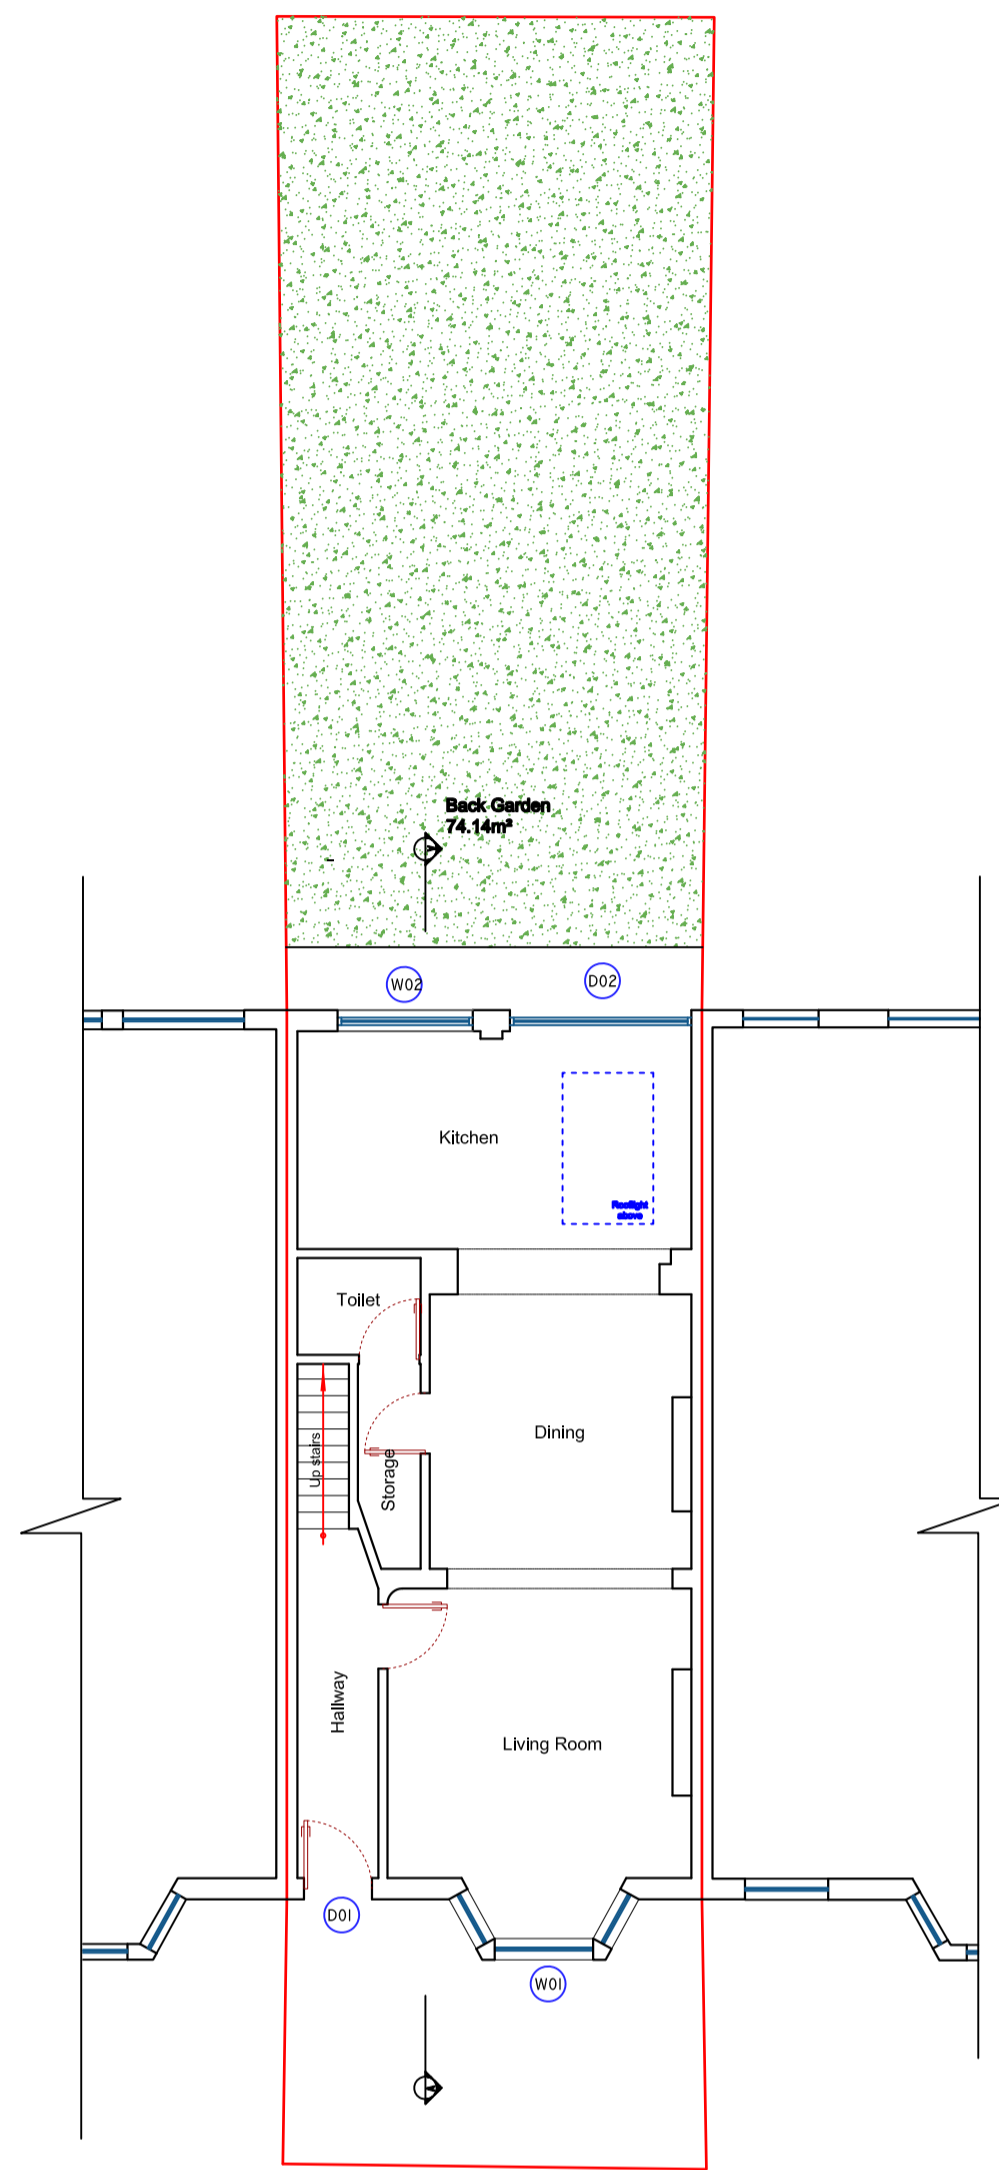 Back Garden
74.14m²
A
W02
D02
Kitchen
Rooflight
above
Toilet
Dining
Up stairs
Storage
Hallway
Living Room
D01
W01
A